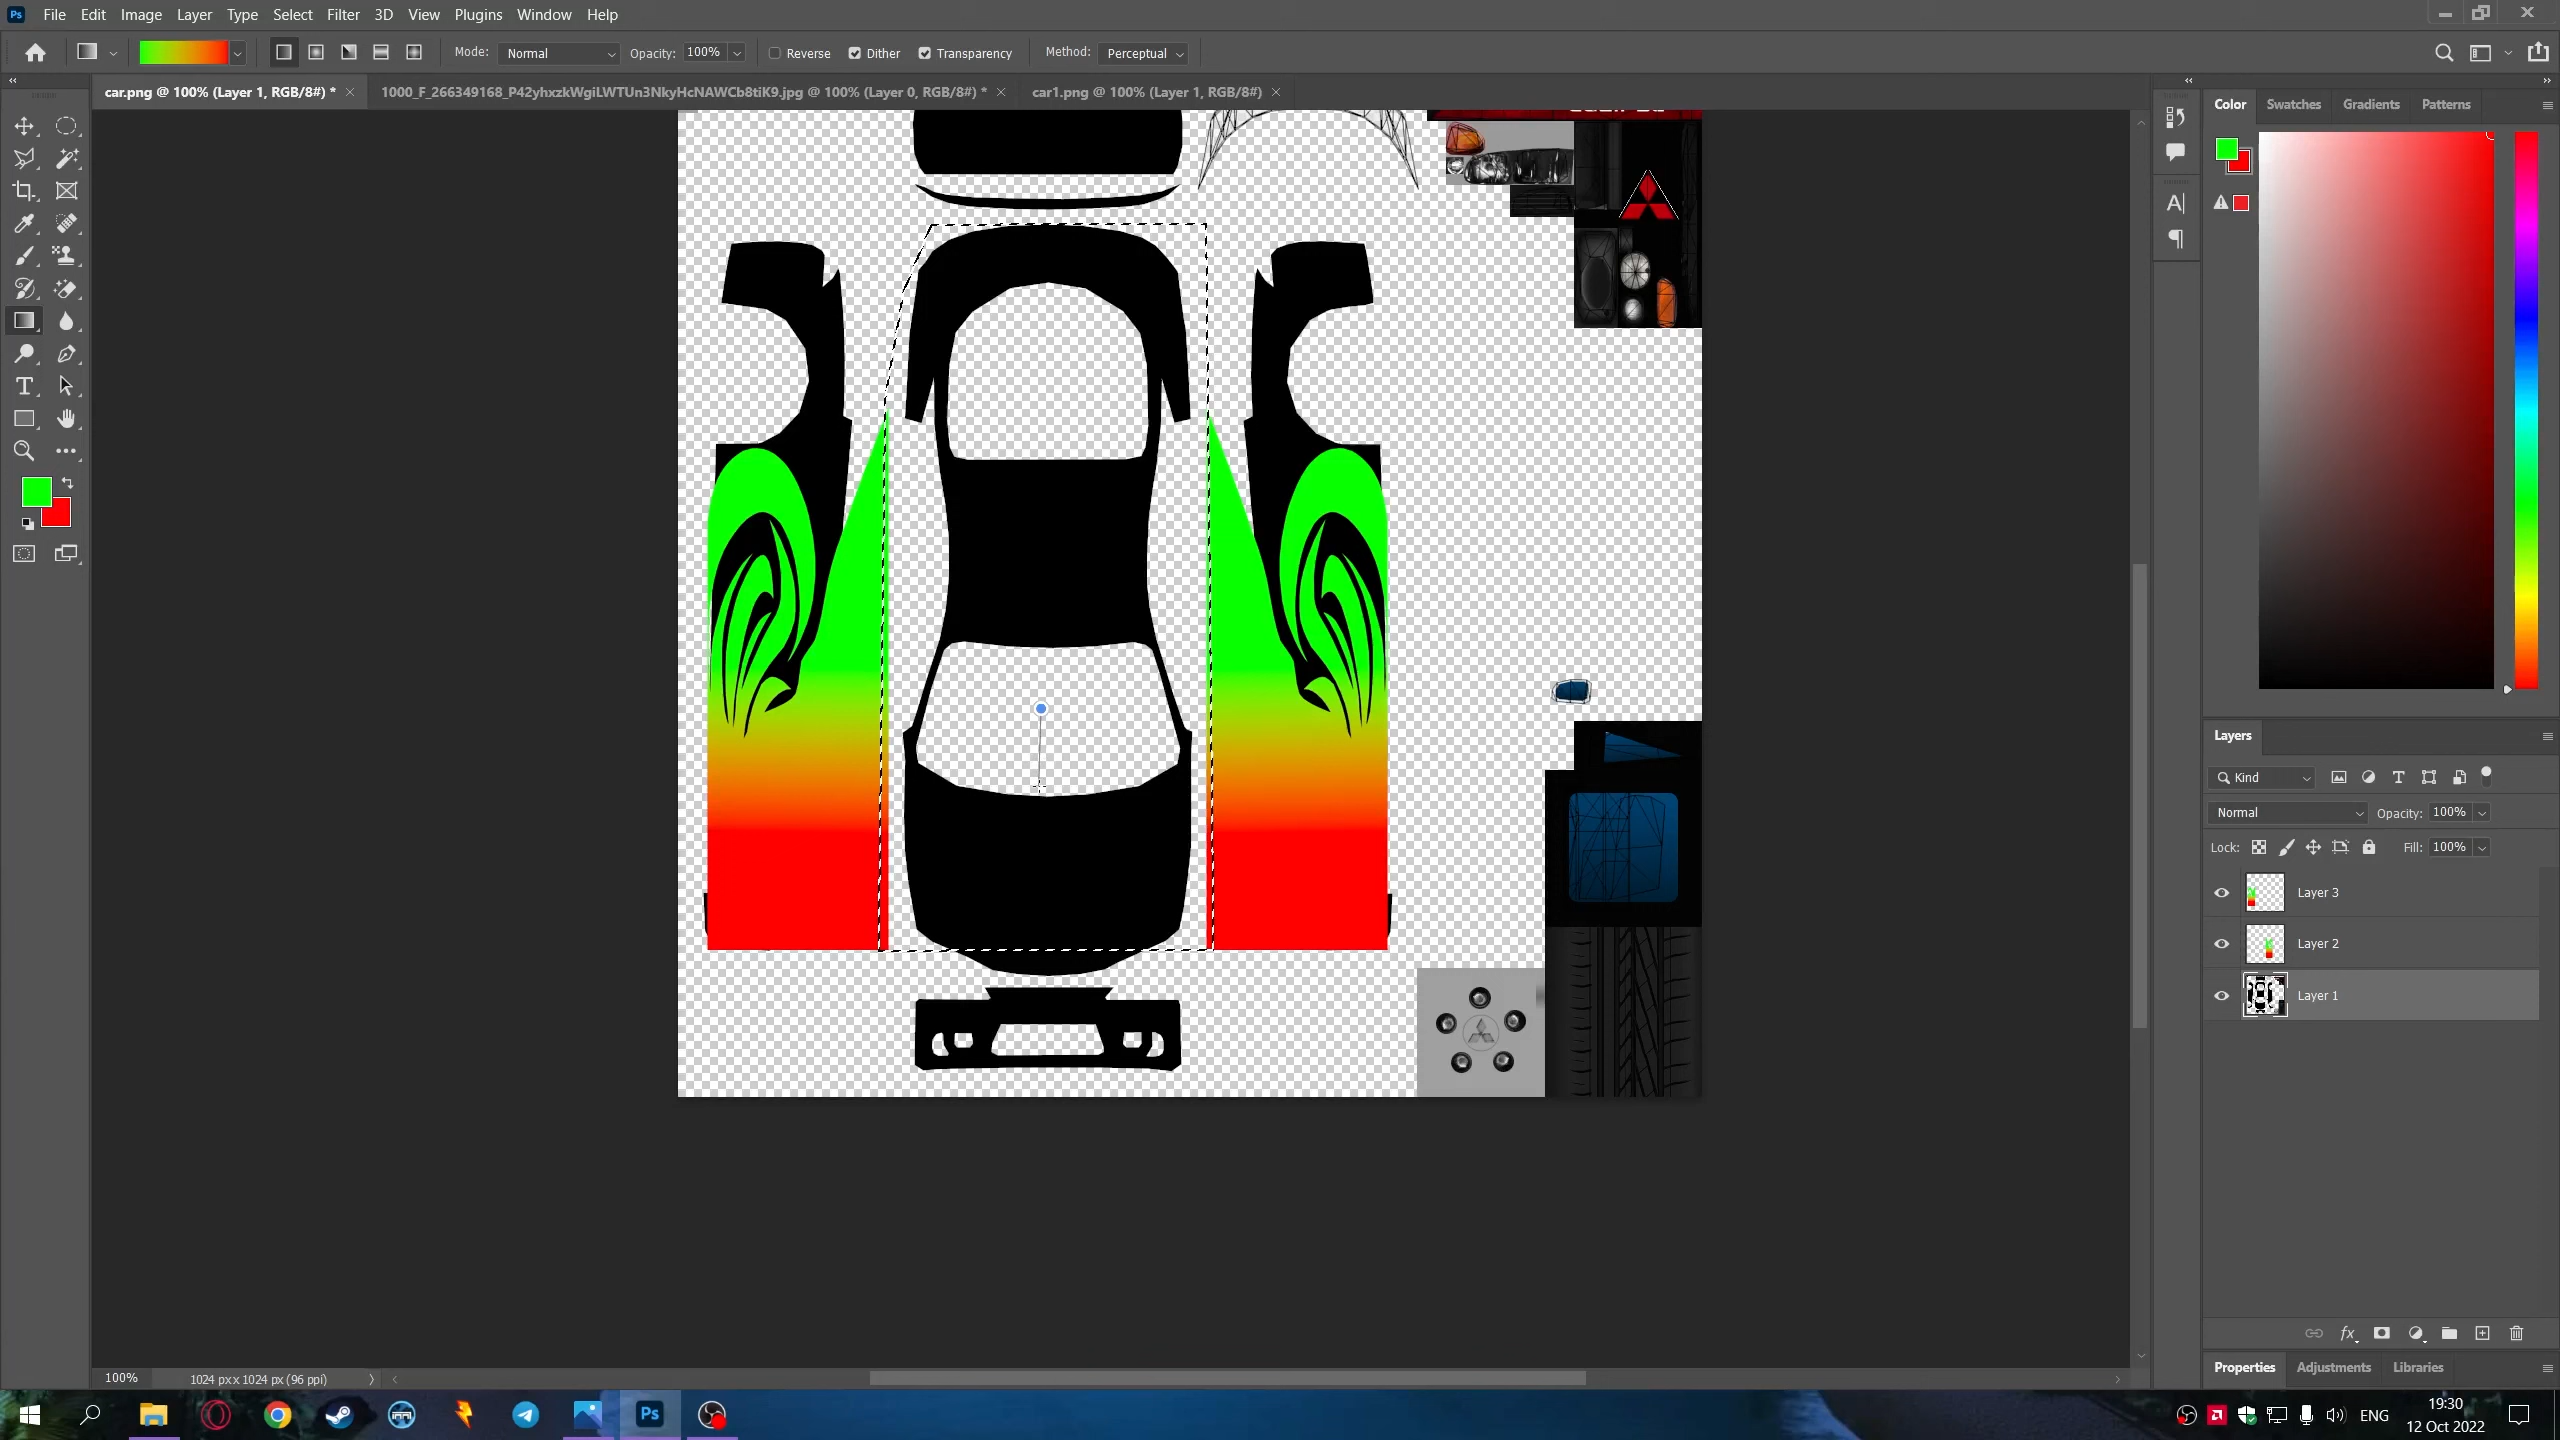 Ps File Edit Image Layer Type Select Filter 3D View Plugins Window Help
Mode: Normal Opacity: 100% Reverse Dither Transparency Method: Perceptual
car.png @ 100% (Layer 1, RGB/8#) * 1000_F_266349168_P42yhxzkWgiLWTUn3NkyHcNAWCb8tiK9.jpg @ 100% (Layer 0, RGB/8#) * car1.png @ 100% (Layer 1, RGB/8#)
Color Swatches Gradients Patterns
Layers
Kind
Normal Opacity: 100%
Lock: Fill: 100%
Layer 3
Layer 2
Layer 1
fx
Properties Adjustments Libraries
100% 1024 px x 1024 px (96 ppi)
Ps ENG
19:30
12 Oct 2022